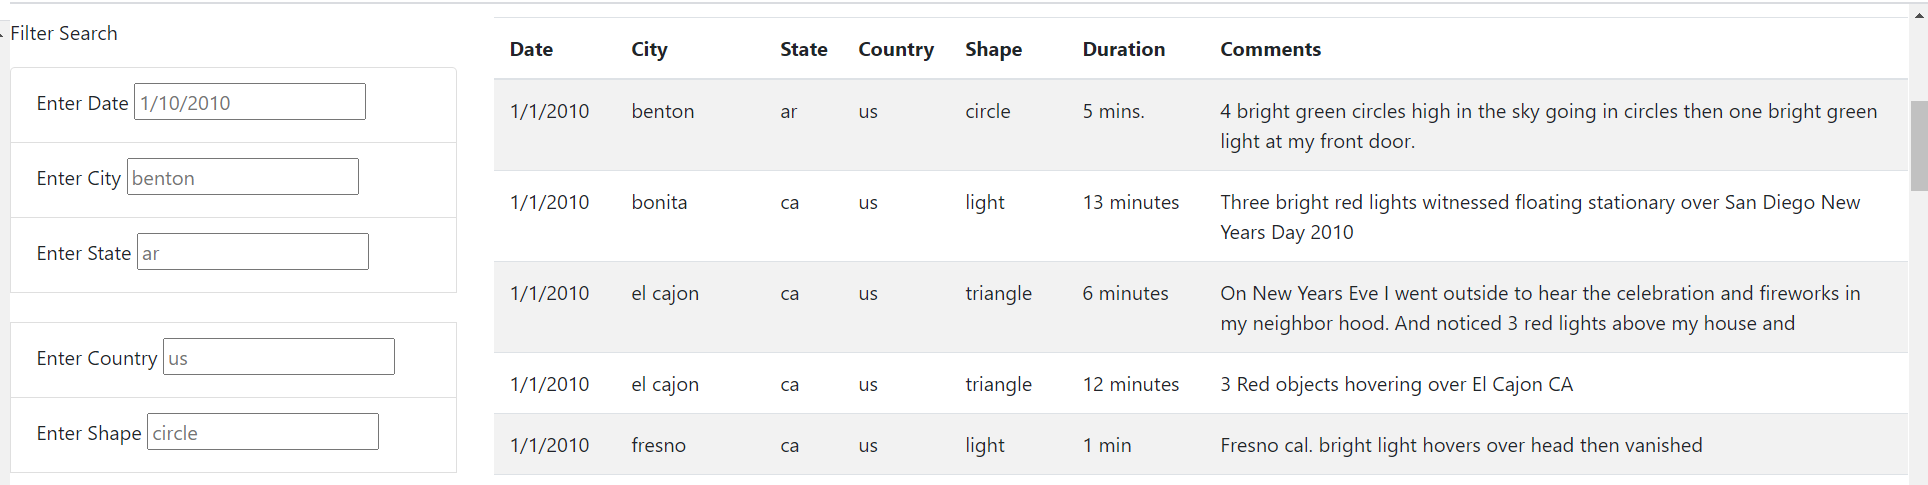 Filter Search
Enter Date 1/10/2010
Enter City benton
Enter State ar
Enter Country us
Enter Shape circle
Date City State Country Shape Duration Comments
1/1/2010 benton ar us circle 5 mins. 4 bright green circles high in the sky going in circles then one bright green
light at my front door.
1/1/2010 bonita ca us light 13 minutes Three bright red lights witnessed floating stationary over San Diego New
Years Day 2010
1/1/2010 el cajon ca us triangle 6 minutes On New Years Eve I went outside to hear the celebration and fireworks in
my neighbor hood. And noticed 3 red lights above my house and
1/1/2010 el cajon ca us triangle 12 minutes 3 Red objects hovering over El Cajon CA
1/1/2010 fresno ca us light 1 min Fresno cal. bright light hovers over head then vanished